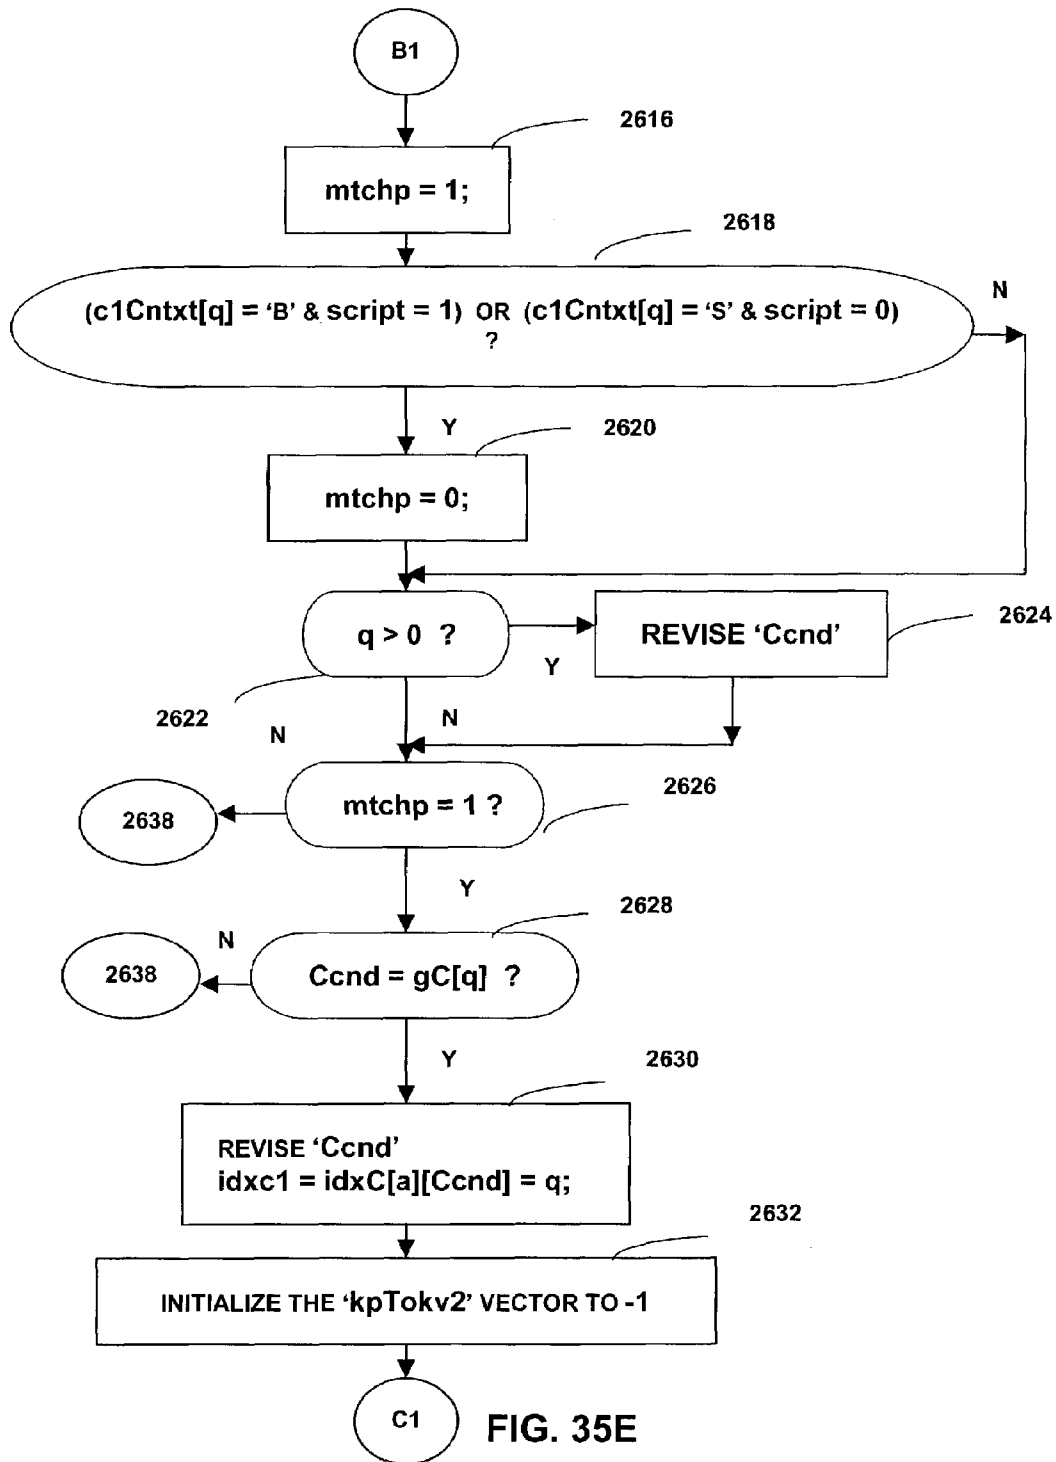 B1
2616
mtchp = 1;
2618
(c1Cntxt[q] = ‘B’ & script = 1) OR (c1Cntxt[q] = ‘S’ & script = 0)
?
N
Y
2620
mtchp = 0;
q > 0 ?
Y
REVISE ‘Ccnd’
2624
2622
N
N
mtchp = 1 ?
2626
2638
Y
2628
N
2638
Ccnd = gC[q] ?
Y
2630
REVISE ‘Ccnd’
idxc1 = idxC[a][Ccnd] = q;
2632
INITIALIZE THE ‘kpTokv2’ VECTOR TO -1
C1
FIG. 35E